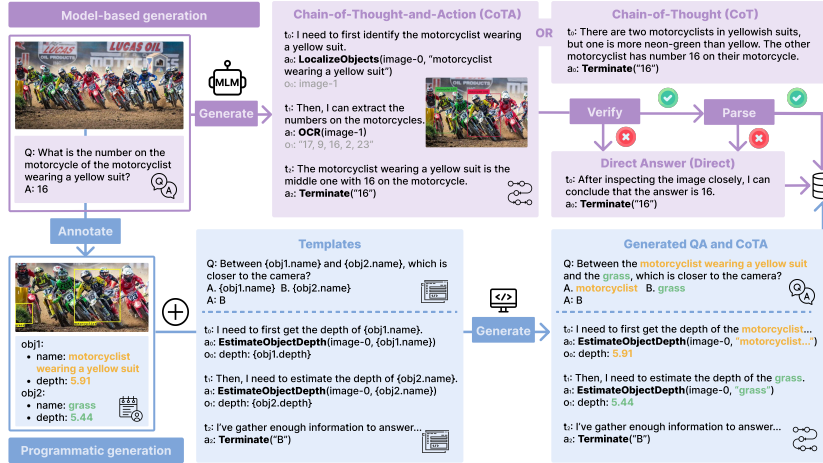 Model-based generation
LUCAS OIL
LUCAS OIL
OIL PRODUCTS
Q: What is the number on the
motorcycle of the motorcyclist
wearing a yellow suit?
A: 16
Q
A
MLM
Generate
Chain-of-Thought-and-Action (CoTA)
t₀: I need to first identify the motorcyclist wearing
a yellow suit.
a₀: LocalizeObjects(image-0, “motorcyclist
wearing a yellow suit”)
o₀: image-1
t₁: Then, I can extract the
numbers on the motorcycles.
a₁: OCR(image-1)
o₁: “17, 9, 16, 2, 23”
t₂: The motorcyclist wearing a yellow suit is the
middle one with 16 on the motorcycle.
a₂: Terminate(“16”)
OR
Chain-of-Thought (CoT)
t₀: There are two motorcyclists in yellowish suits,
but one is more neon-green than yellow. The other
motorcyclist has number 16 on their motorcycle.
a₀: Terminate(“16”)
Verify
Parse
Direct Answer (Direct)
t₀: After inspecting the image closely, I can
conclude that the answer is 16.
a₀: Terminate(“16”)
Annotate
obj1:
• name: motorcyclist
wearing a yellow suit
• depth: 5.91
obj2:
• name: grass
• depth: 5.44
Programmatic generation
Templates
Q: Between {obj1.name} and {obj2.name}, which is
closer to the camera?
A. {obj1.name} B. {obj2.name}
A: B
t₀: I need to first get the depth of {obj1.name}.
a₀: EstimateObjectDepth(image-0, {obj1.name})
o₀: depth: {obj1.depth}
t₁: Then, I need to estimate the depth of {obj2.name}.
a₁: EstimateObjectDepth(image-0, {obj2.name})
o₁: depth: {obj2.depth}
t₂: I’ve gather enough information to answer...
a₂: Terminate(“B”)
Generate
Generated QA and CoTA
Q: Between the motorcyclist wearing a yellow suit
and the grass, which is closer to the camera?
A. motorcyclist B. grass
A: B
Q
A
t₀: I need to first get the depth of the motorcyclist...
a₀: EstimateObjectDepth(image-0, “motorcyclist...”)
o₀: depth: 5.91
t₁: Then, I need to estimate the depth of the grass.
a₁: EstimateObjectDepth(image-0, “grass”)
o₁: depth: 5.44
t₂: I’ve gather enough information to answer...
a₂: Terminate(“B”)